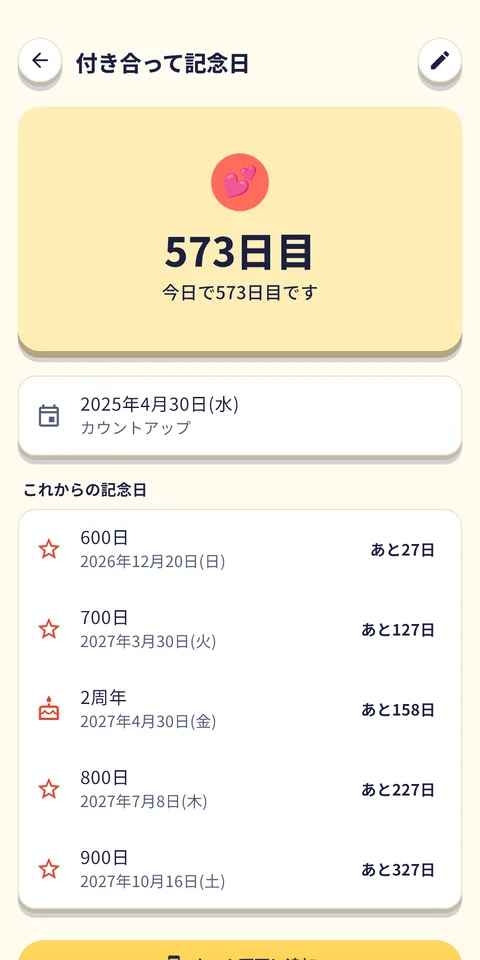 付き合って記念日
573日目
今日で573日目です
2025年4月30日(水)
カウントアップ
これからの記念日
600日
2026年12月20日(日)
あと27日
700日
2027年3月30日(火)
あと127日
2周年
2027年4月30日(金)
あと158日
800日
2027年7月8日(木)
あと227日
900日
2027年10月16日(土)
あと327日